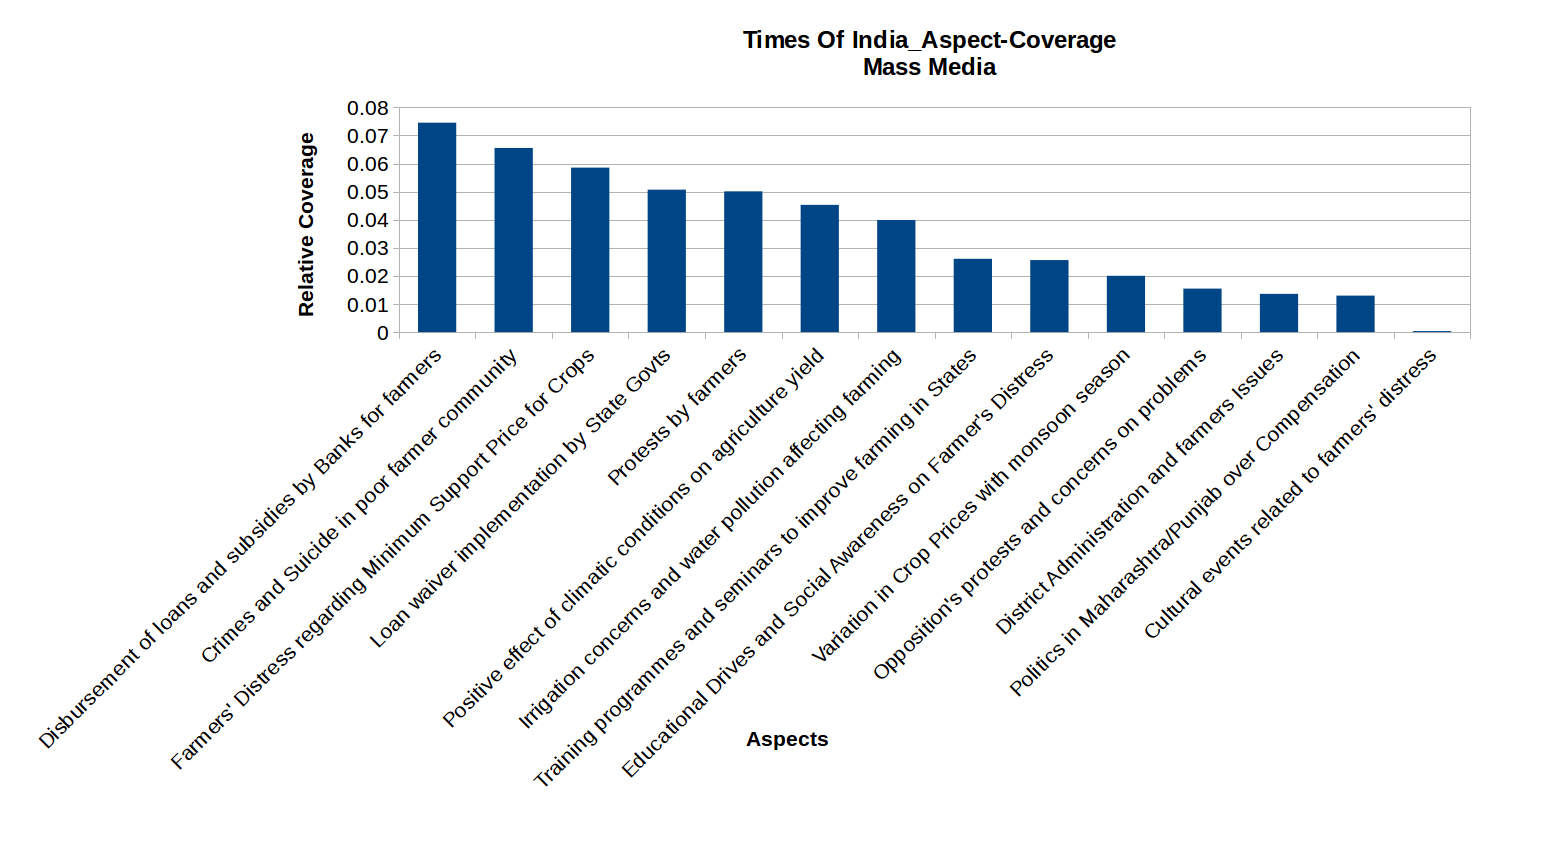 Times Of India_Aspect-Coverage
Mass Media
Relative Coverage
0.08
0.07
0.06
0.05
0.04
0.03
0.02
0.01
0
Disbursement of loans and subsidies by Banks for farmers
Crimes and Suicide in poor farmer community
Farmers' Distress regarding Minimum Support Price for Crops
Loan waiver implementation by State Govts
Protests by farmers
Positive effect of climatic conditions on agriculture yield
Irrigation concerns and water pollution affecting farming
Training programmes and seminars to improve farming in States
Educational Drives and Social Awareness on Farmer's Distress
Variation in Crop Prices with monsoon season
Opposition's protests and concerns on problems
District Administration and farmers Issues
Politics in Maharashtra/Punjab over Compensation
Cultural events related to farmers' distress
Aspects